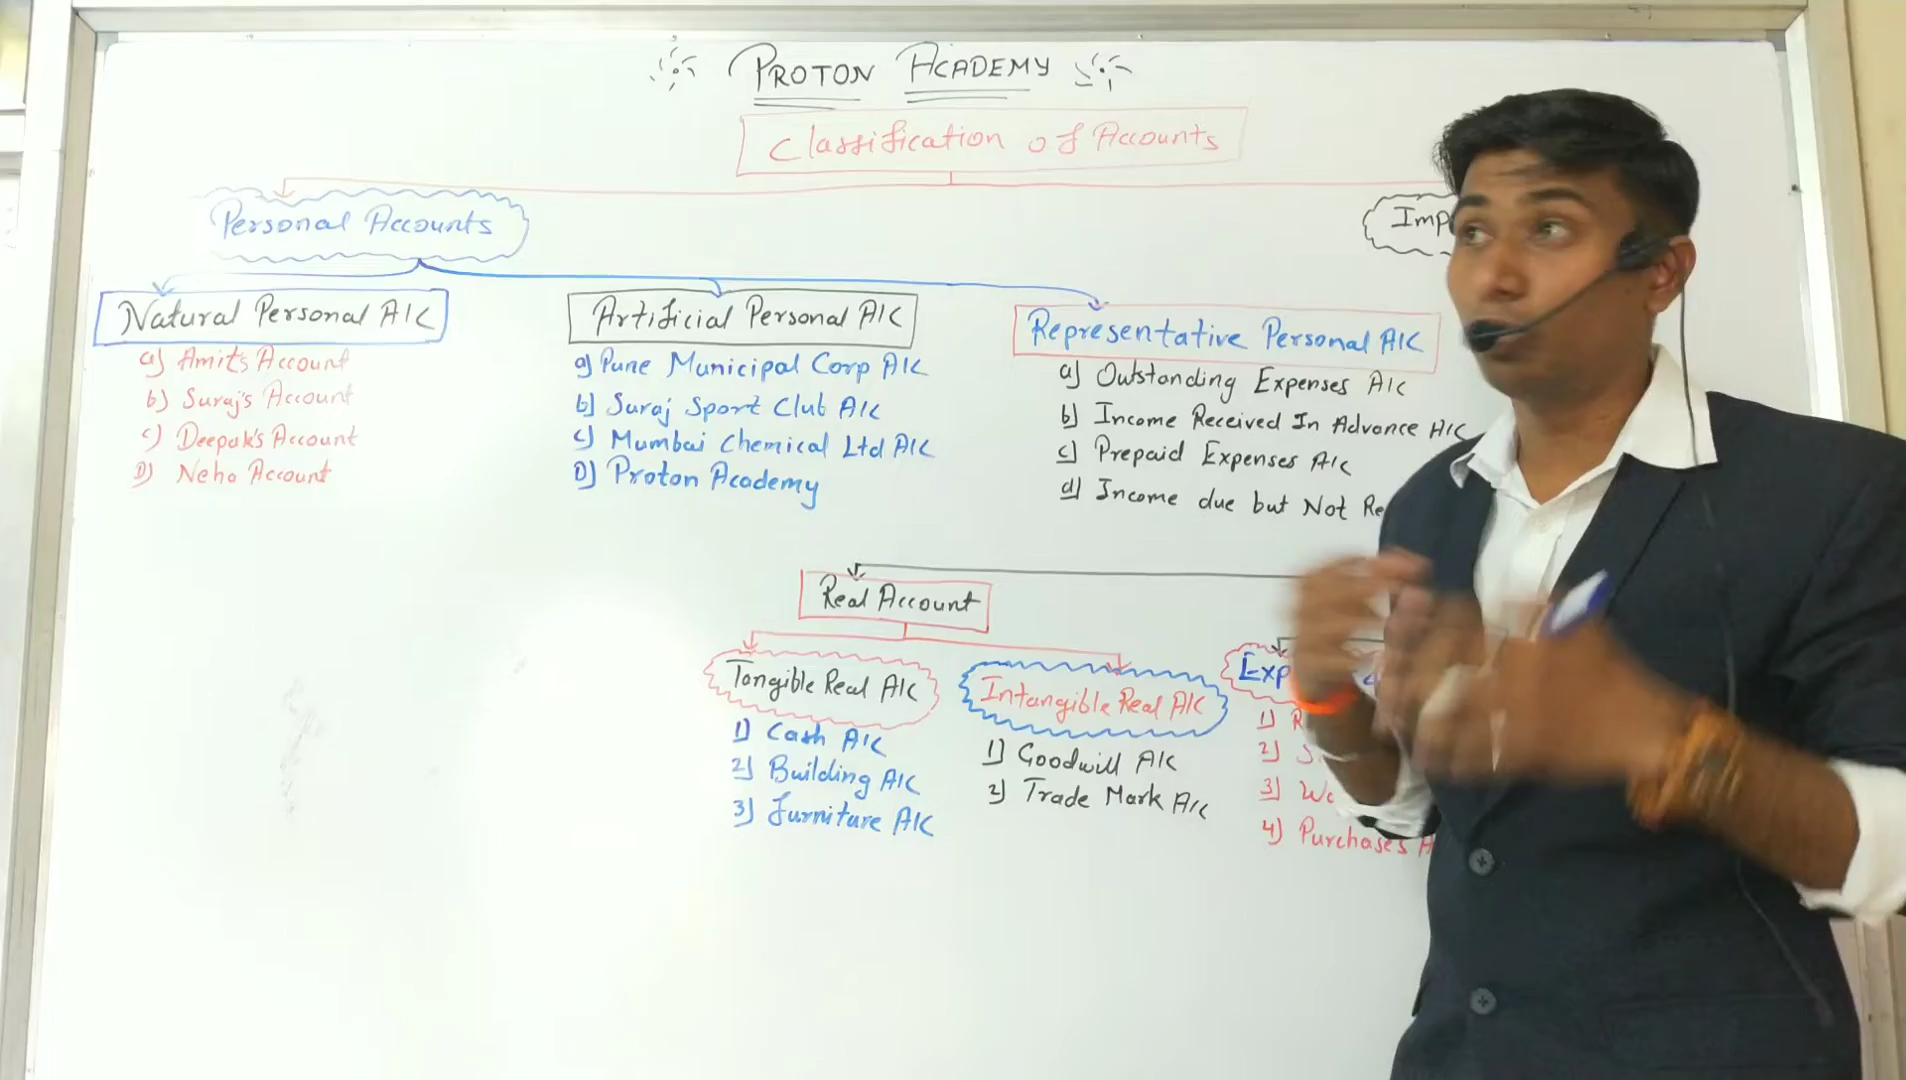 PROTON ACADEMY
Classification of Accounts
Personal Accounts
Imp
Natural Personal A/C
a) Amit's Account
b) Suraj's Account
c) Deepak's Account
D) Neha Account
Artificial Personal A/C
a) Pune Municipal Corp A/C
b) Suraj Sport Club A/C
c) Mumbai Chemical Ltd A/C
D) Proton Academy
Representative Personal A/C
a) Outstanding Expenses A/C
b) Income Received In Advance A/C
c) Prepaid Expenses A/C
d) Income due but Not Re
Real Account
Tangible Real A/C
1) Cash A/C
2) Building A/C
3) Furniture A/C
Intangible Real A/C
1) Goodwill A/C
2) Trade Mark A/C
Exp
1) R
2) S
3) Wa
4) Purchases A